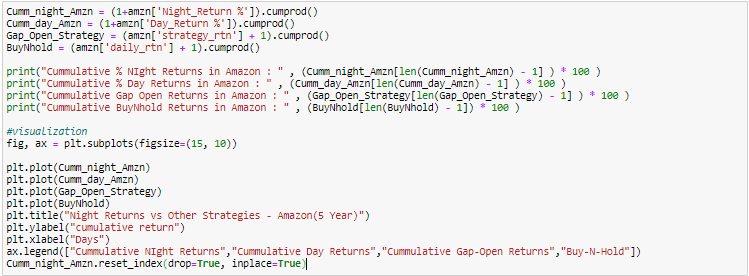 Cumm_night_Amzn = (1+amzn['Night_Return %']).cumprod()
Cumm_day_Amzn = (1+amzn['Day_Return %']).cumprod()
Gap_Open_Strategy = (amzn['strategy_rtn'] + 1).cumprod()
BuyNhold = (amzn['daily_rtn'] + 1).cumprod()
print("Cummulative % NIght Returns in Amazon : " , (Cumm_night_Amzn[len(Cumm_night_Amzn) - 1] ) * 100 )
print("Cummulative % Day Returns in Amazon : " , (Cumm_day_Amzn[len(Cumm_day_Amzn) - 1] ) * 100 )
print("Cummulative Gap Open Returns in Amazon : " , (Gap_Open_Strategy[len(Gap_Open_Strategy) - 1] ) * 100 )
print("Cummulative BuyNhold Returns in Amazon : " , (BuyNhold[len(BuyNhold) - 1]) * 100 )
#visualization
fig, ax = plt.subplots(figsize=(15, 10))
plt.plot(Cumm_night_Amzn)
plt.plot(Cumm_day_Amzn)
plt.plot(Gap_Open_Strategy)
plt.plot(BuyNhold)
plt.title("Night Returns vs Other Strategies - Amazon(5 Year)")
plt.ylabel("cumulative return")
plt.xlabel("Days")
ax.legend(["Cummulative NIght Returns","Cummulative Day Returns","Cummulative Gap-Open Returns","Buy-N-Hold"])
Cumm_night_Amzn.reset_index(drop=True, inplace=True)